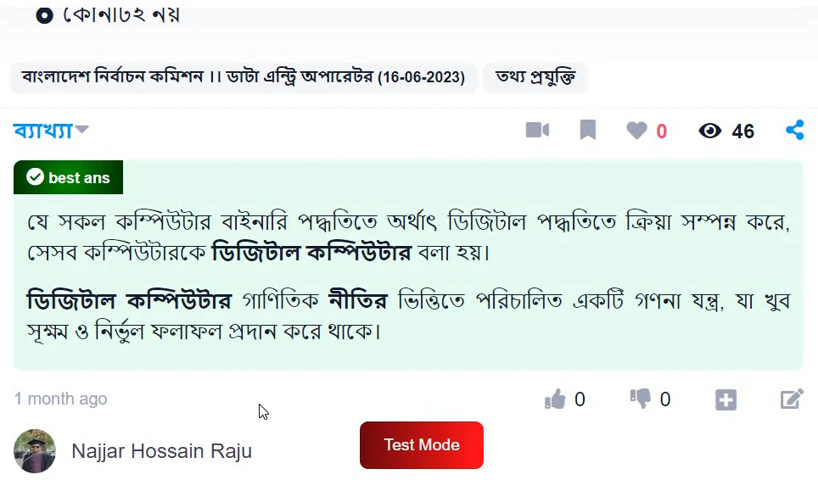 কোনটিই নয়
বাংলাদেশ নির্বাচন কমিশন ।। ডাটা এন্ট্রি অপারেটর (16-06-2023) তথ্য প্রযুক্তি
ব্যাখ্যা 0 46
best ans
যে সকল কম্পিউটার বাইনারি পদ্ধতিতে অর্থাৎ ডিজিটাল পদ্ধতিতে ক্রিয়া সম্পন্ন করে,
সেসব কম্পিউটারকে ডিজিটাল কম্পিউটার বলা হয়।
ডিজিটাল কম্পিউটার গাণিতিক নীতির ভিত্তিতে পরিচালিত একটি গণনা যন্ত্র, যা খুব
সূক্ষ্ম ও নির্ভুল ফলাফল প্রদান করে থাকে।
1 month ago 0 0
Najjar Hossain Raju Test Mode